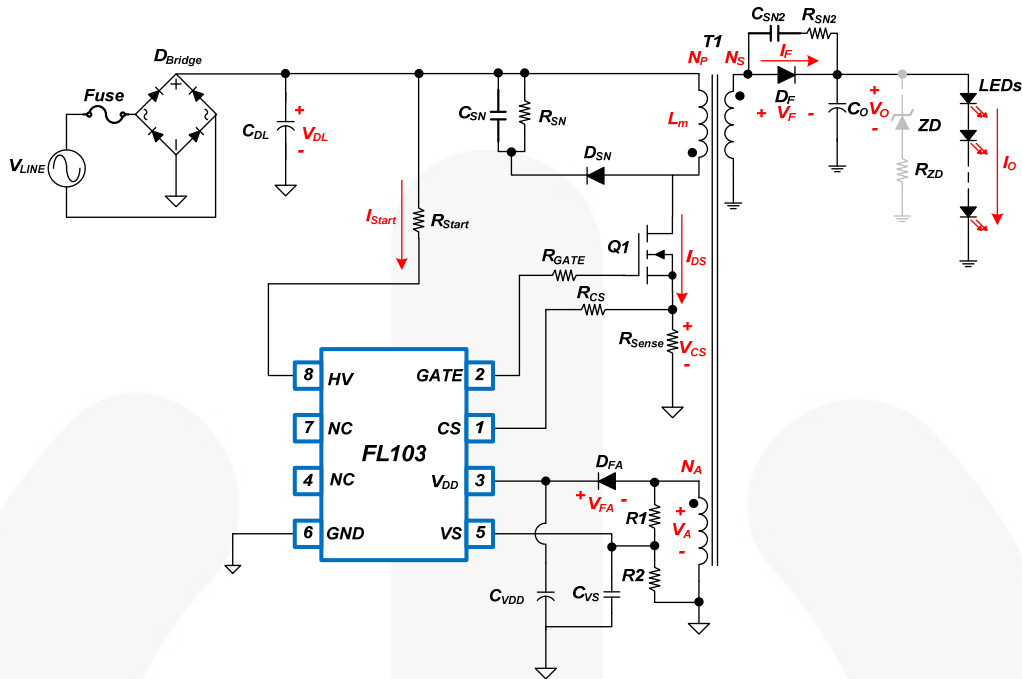 CSN2
RSN2
DBridge
NP
T1
NS
IF
LEDs
Fuse
CDL
+
VDL
-
CSN
RSN
Lm
DF
+ VF -
CO
+
VO
-
ZD
DSN
RZD
IO
VLINE
IStart
RStart
Q1
IDS
RGATE
RCS
RSense
+
VCS
-
8
HV
GATE
2
7
NC
CS
1
FL103
4
NC
VDD
3
6
GND
VS
5
DFA
+ VFA -
NA
R1
+
VA
-
R2
CVDD
CVS